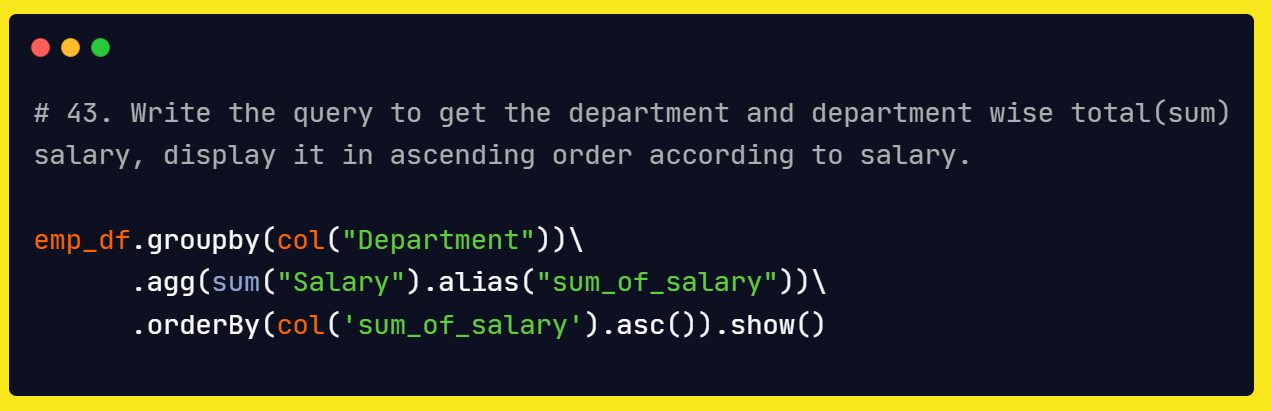 # 43. Write the query to get the department and department wise total(sum)
salary, display it in ascending order according to salary.
emp_df.groupby(col("Department"))\
.agg(sum("Salary").alias("sum_of_salary"))\
.orderBy(col('sum_of_salary').asc()).show()